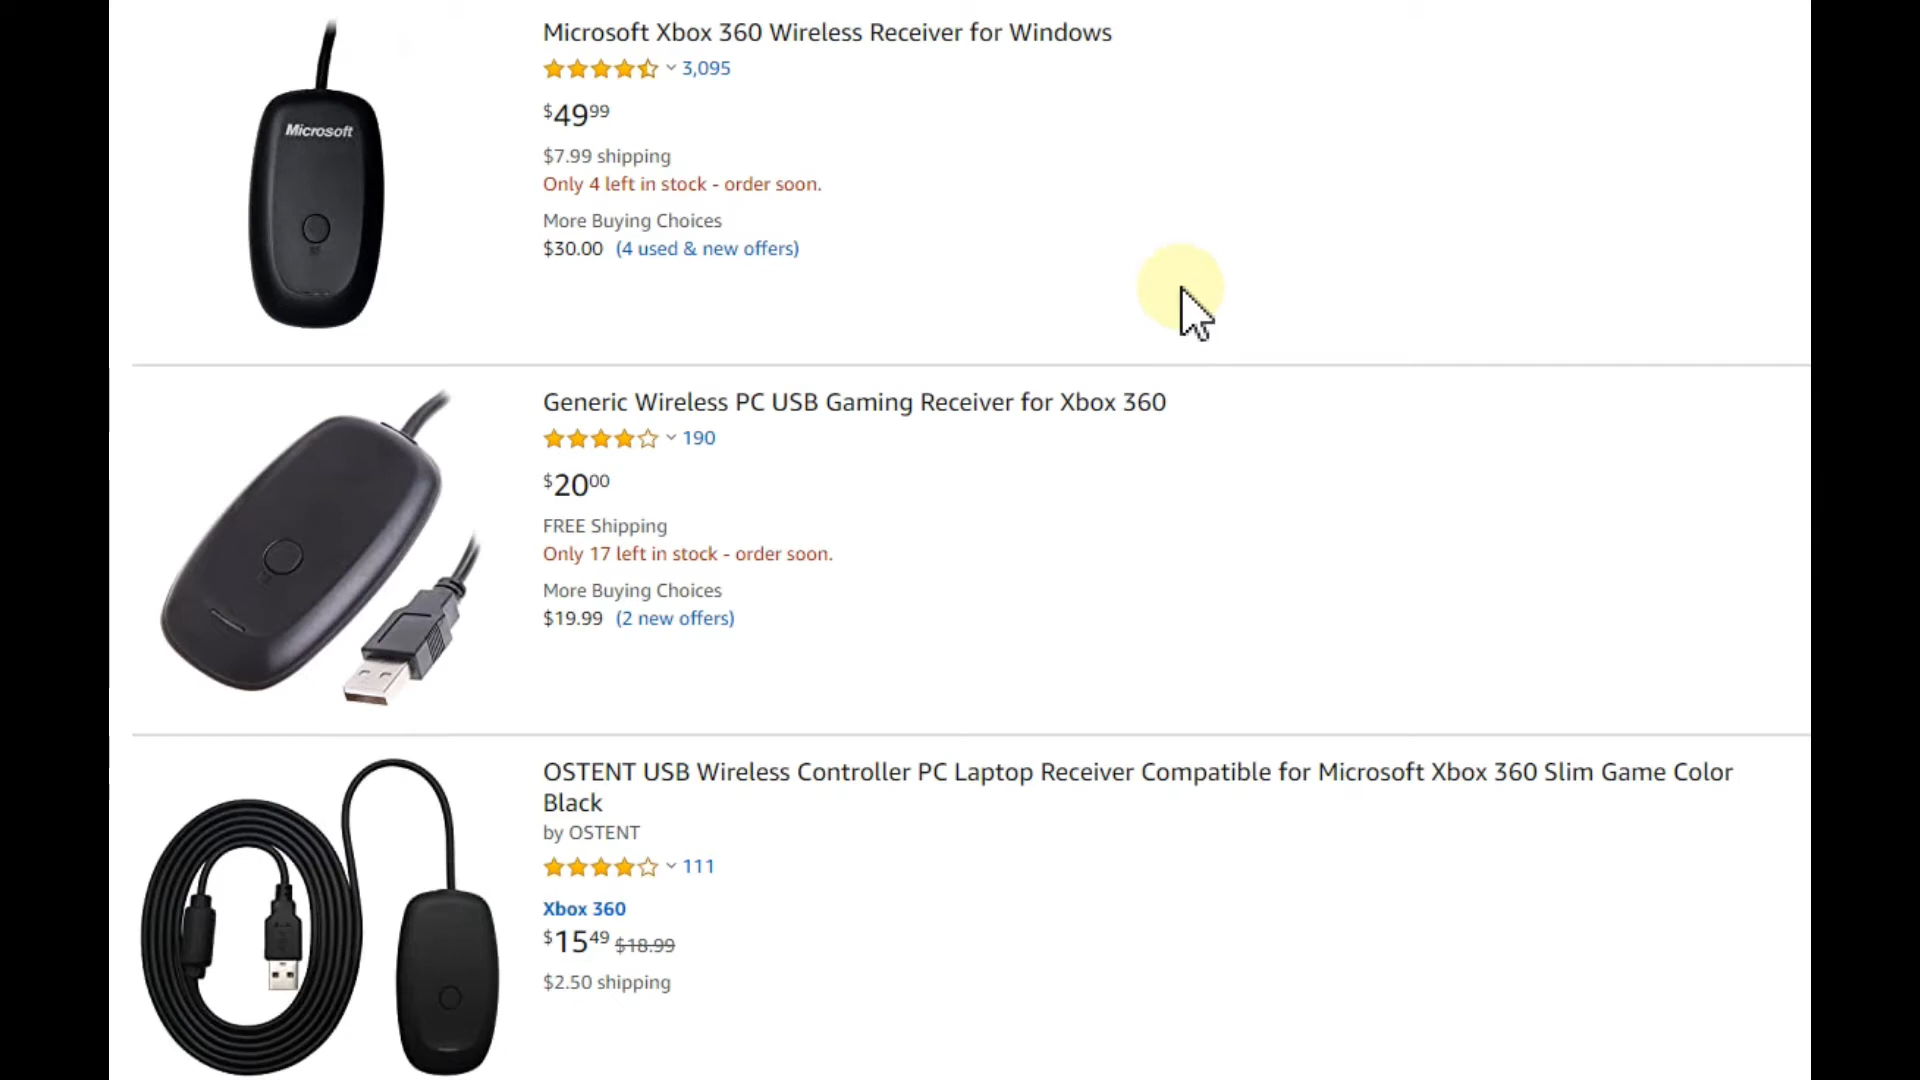 Microsoft
Microsoft Xbox 360 Wireless Receiver for Windows
3,095
$49 99
$7.99 shipping
Only 4 left in stock - order soon.
More Buying Choices
$30.00 (4 used & new offers)
Generic Wireless PC USB Gaming Receiver for Xbox 360
190
$20 00
FREE Shipping
Only 17 left in stock - order soon.
More Buying Choices
$19.99 (2 new offers)
OSTENT USB Wireless Controller PC Laptop Receiver Compatible for Microsoft Xbox 360 Slim Game Color
Black
by OSTENT
111
Xbox 360
$15 49 $18.99
$2.50 shipping